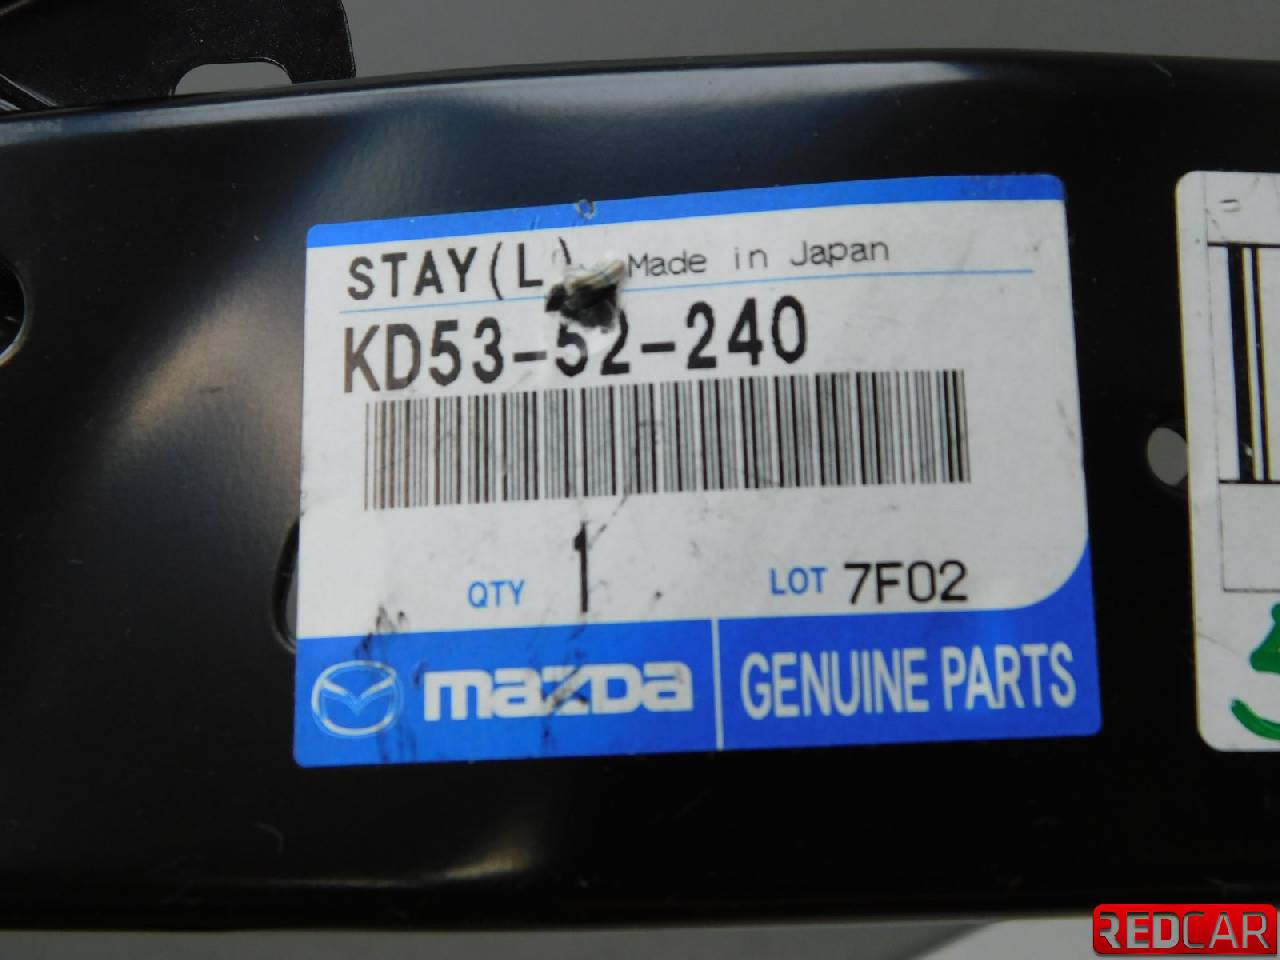 STAY(L) Made in Japan
KD53-52-240
QTY 1 LOT 7F02
mazda GENUINE PARTS
REDCAR